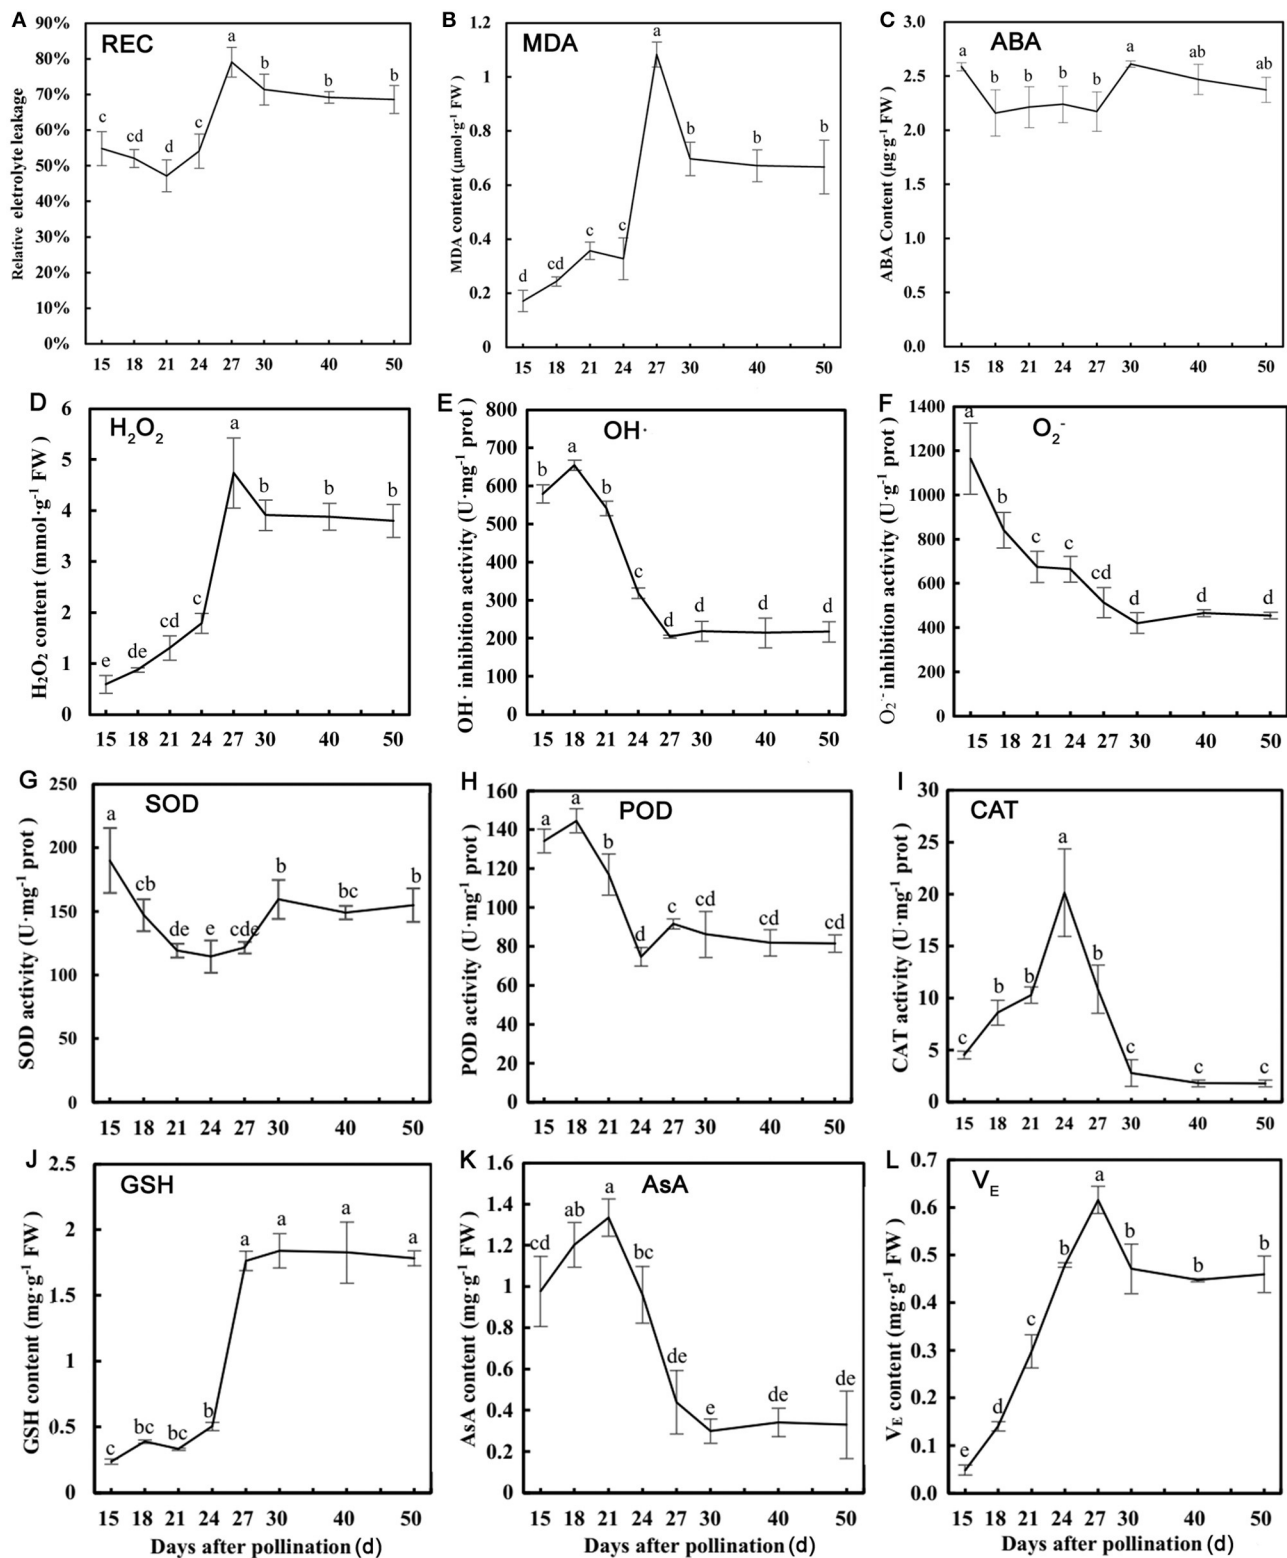 A
REC
Relative eletrolyte leakage
90%
80%
70%
60%
50%
40%
30%
20%
10%
0%
a
b
b
b
c
cd
d
c
15 18 21 24 27 30 40 50
B
MDA
MDA content (μmol·g-1 FW)
1.2
1
0.8
0.6
0.4
0.2
0
d
cd
c
c
a
b
b
b
15 18 21 24 27 30 40 50
C
ABA
ABA Content (μg·g-1 FW)
3.0
2.5
2.0
1.5
1.0
0.5
0.0
a
b
b
b
b
a
ab
ab
15 18 21 24 27 30 40 50
D
H2O2
H2O2 content (mmol·g-1 FW)
6
5
4
3
2
1
0
e
de
cd
c
a
b
b
b
15 18 21 24 27 30 40 50
E
OH·
OH· inhibition activity (U·mg-1 prot)
800
700
600
500
400
300
200
100
0
b
a
b
c
d
d
d
d
15 18 21 24 27 30 40 50
F
O2-
O2·- inhibition activity (U·g-1 prot)
1400
1200
1000
800
600
400
200
0
a
b
c
c
cd
d
d
d
15 18 21 24 27 30 40 50
G
SOD
SOD activity (U·mg-1 prot)
250
200
150
100
50
0
a
cb
de
e
cde
b
bc
b
15 18 21 24 27 30 40 50
H
POD
POD activity (U·mg-1 prot)
160
140
120
100
80
60
40
20
0
a
a
b
d
c
cd
cd
cd
15 18 21 24 27 30 40 50
I
CAT
CAT activity (U·mg-1 prot)
30
25
20
15
10
5
0
c
b
b
a
b
c
c
c
15 18 21 24 27 30 40 50
J
GSH
GSH content (mg·g-1 FW)
2.5
2
1.5
1
0.5
0
c
bc
bc
b
a
a
a
a
15 18 21 24 27 30 40 50
Days after pollination (d)
K
AsA
AsA content (mg·g-1 FW)
1.6
1.4
1.2
1
0.8
0.6
0.4
0.2
0
cd
ab
a
bc
de
e
de
de
15 18 21 24 27 30 40 50
Days after pollination (d)
L
VE
VE content (mg·g-1 FW)
0.7
0.6
0.5
0.4
0.3
0.2
0.1
0.0
e
d
c
b
a
b
b
b
15 18 21 24 27 30 40 50
Days after pollination (d)